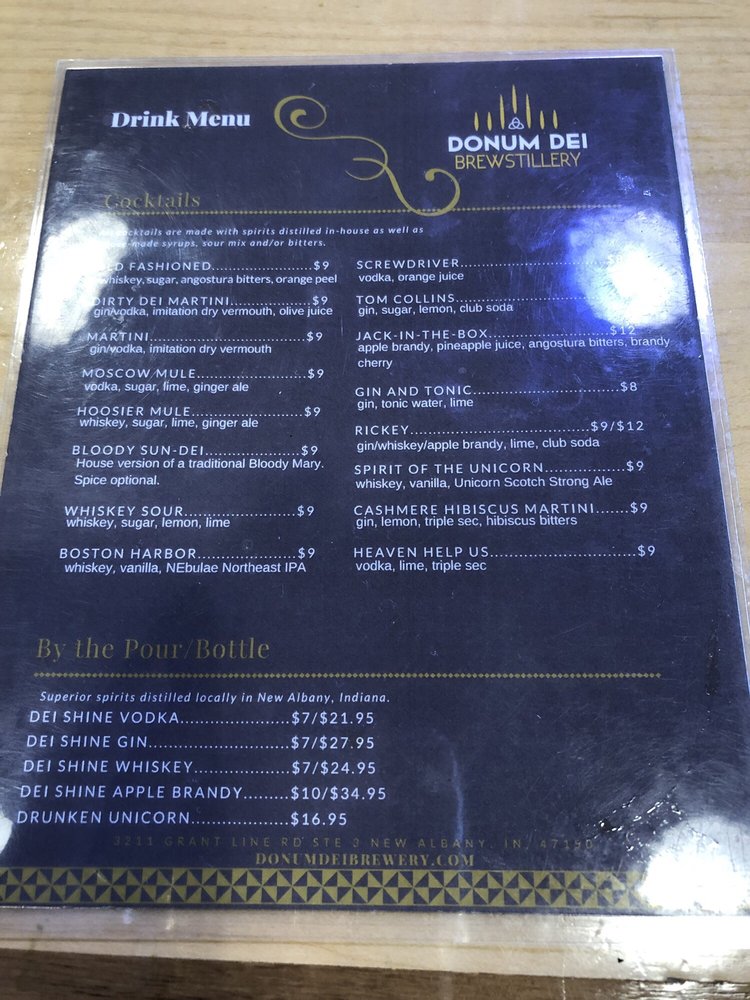 Drink Menu
DONUM DEI
BREWSTILLERY
Cocktails
cocktails are made with spirits distilled in-house as well as
syrups, sour mix and/or bitters.
OLD FASHIONED.........................$9
whiskey, sugar, angostura bitters, orange peel
DIRTY DEI MARTINI.....................$9
gin/vodka, imitation dry vermouth, olive juice
MARTINI.......................................$9
gin/vodka, imitation dry vermouth
MOSCOW MULE...........................$9
vodka, sugar, lime, ginger ale
HOOSIER MULE............................$9
whiskey, sugar, lime, ginger ale
BLOODY SUN-DEI........................$9
House version of a traditional Bloody Mary.
Spice optional.
WHISKEY SOUR............................$9
whiskey, sugar, lemon, lime
BOSTON HARBOR.........................$9
whiskey, vanilla, NEbulae Northeast IPA
SCREWDRIVER
vodka, orange juice
TOM COLLINS
gin, sugar, lemon, club soda
JACK-IN-THE-BOX..............................$12
apple brandy, pineapple juice, angostura bitters, brandy
cherry
GIN AND TONIC....................................$8
gin, tonic water, lime
RICKEY............................................$9/$12
gin/whiskey/apple brandy, lime, club soda
SPIRIT OF THE UNICORN....................$9
whiskey, vanilla, Unicorn Scotch Strong Ale
CASHMERE HIBISCUS MARTINI.......$9
gin, lemon, triple sec, hibiscus bitters
HEAVEN HELP US....................................$9
vodka, lime, triple sec
By the Pour/Bottle
Superior spirits distilled locally in New Albany, Indiana.
DEI SHINE VODKA.....................$7/$21.95
DEI SHINE GIN...........................$7/$27.95
DEI SHINE WHISKEY..................$7/$24.95
DEI SHINE APPLE BRANDY........$10/$34.95
DRUNKEN UNICORN..................$16.95
3211 GRANT LINE RD STE NEW ALBANY, IN, 47150
DONUMDEIBREWERY.COM